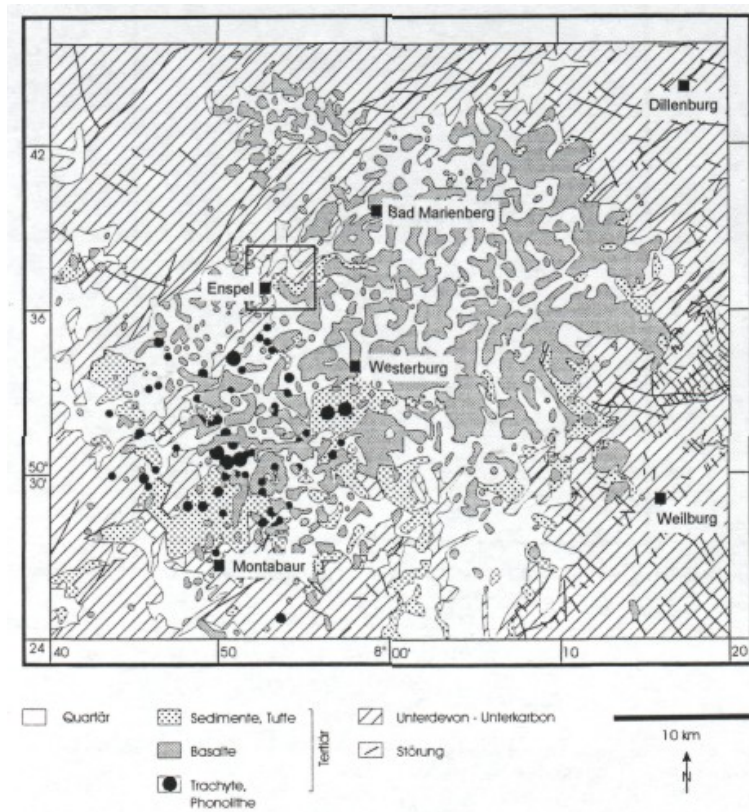 Dillenburg
42
Bad Marienberg
Enspel
36
Westerburg
50°
30
Weilburg
Montabaur
24
40
50
8°
00'
10
20
Quartär
Sedimente, Tuffe
Unterdevon - Unterkarbon
Basalte
Störung
Tertiär
Trachyte,
Phonolithe
10 km
N